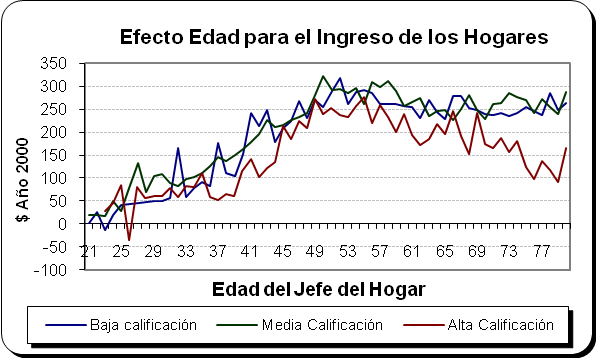 Efecto Edad para el Ingreso de los Hogares
350
300
250
200
150
100
50
0
-50
-100
$ Año 2000
21 25 29 33 37 41 45 49 53 57 61 65 69 73 77
Edad del Jefe del Hogar
Baja calificación Media Calificación Alta Calificación